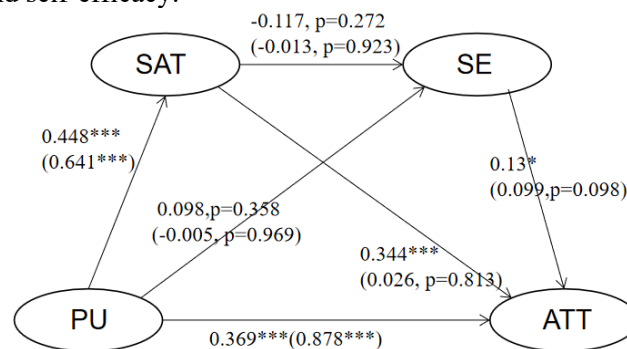 nd self-efficacy.
-0.117, p=0.272
(-0.013, p=0.923)
SAT
SE
0.448***
(0.641***)
0.13*
(0.099,p=0.098)
0.098,p=0.358
(-0.005, p=0.969)
0.344***
(0.026, p=0.813)
PU
ATT
0.369***(0.878***)